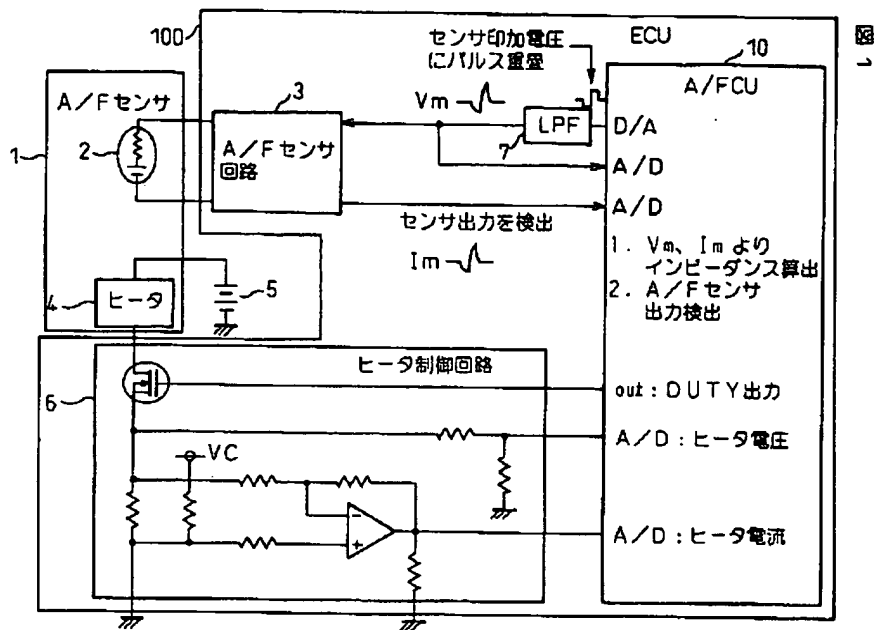 図1
100
ECU
センサ印加電圧
にパルス重畳
10
A/FCU
A/Fセンサ
3
Vm
LPF
D/A
7
1
2
A/Fセンサ
回路
A/D
A/D
センサ出力を検出
Im
1. Vm、Imより
インピーダンス算出
2. A/Fセンサ
出力検出
4
ヒータ
5
ヒータ制御回路
6
out:DUTY出力
A/D:ヒータ電圧
VC
−
+
A/D:ヒータ電流